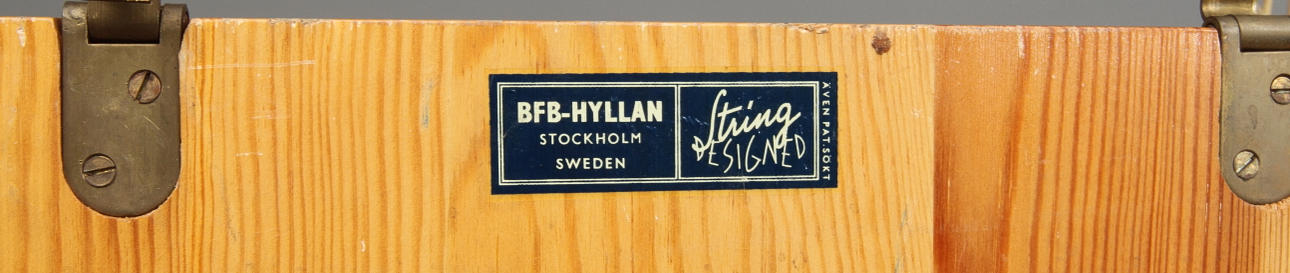 BFB-HYLLAN
STOCKHOLM
SWEDEN
String
DESIGNED
ÄVEN PAT. SÖKT